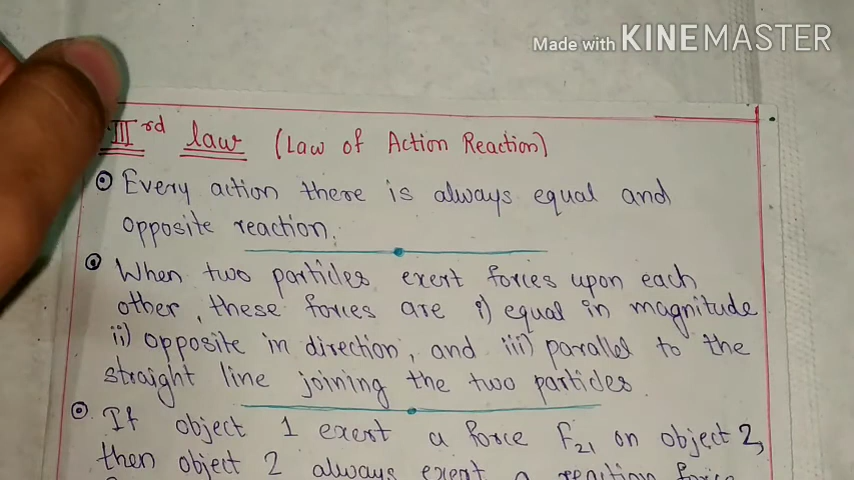 Made with KINEMASTER
IIIrd law (Law of Action Reaction)
Every action there is always equal and
opposite reaction.
When two particles exert forces upon each
other, these forces are i) equal in magnitude
ii) opposite in direction, and iii) parallel to the
straight line joining the two particles.
If object 1 exert a force F21 on object 2,
then object 2 always exert a reaction force